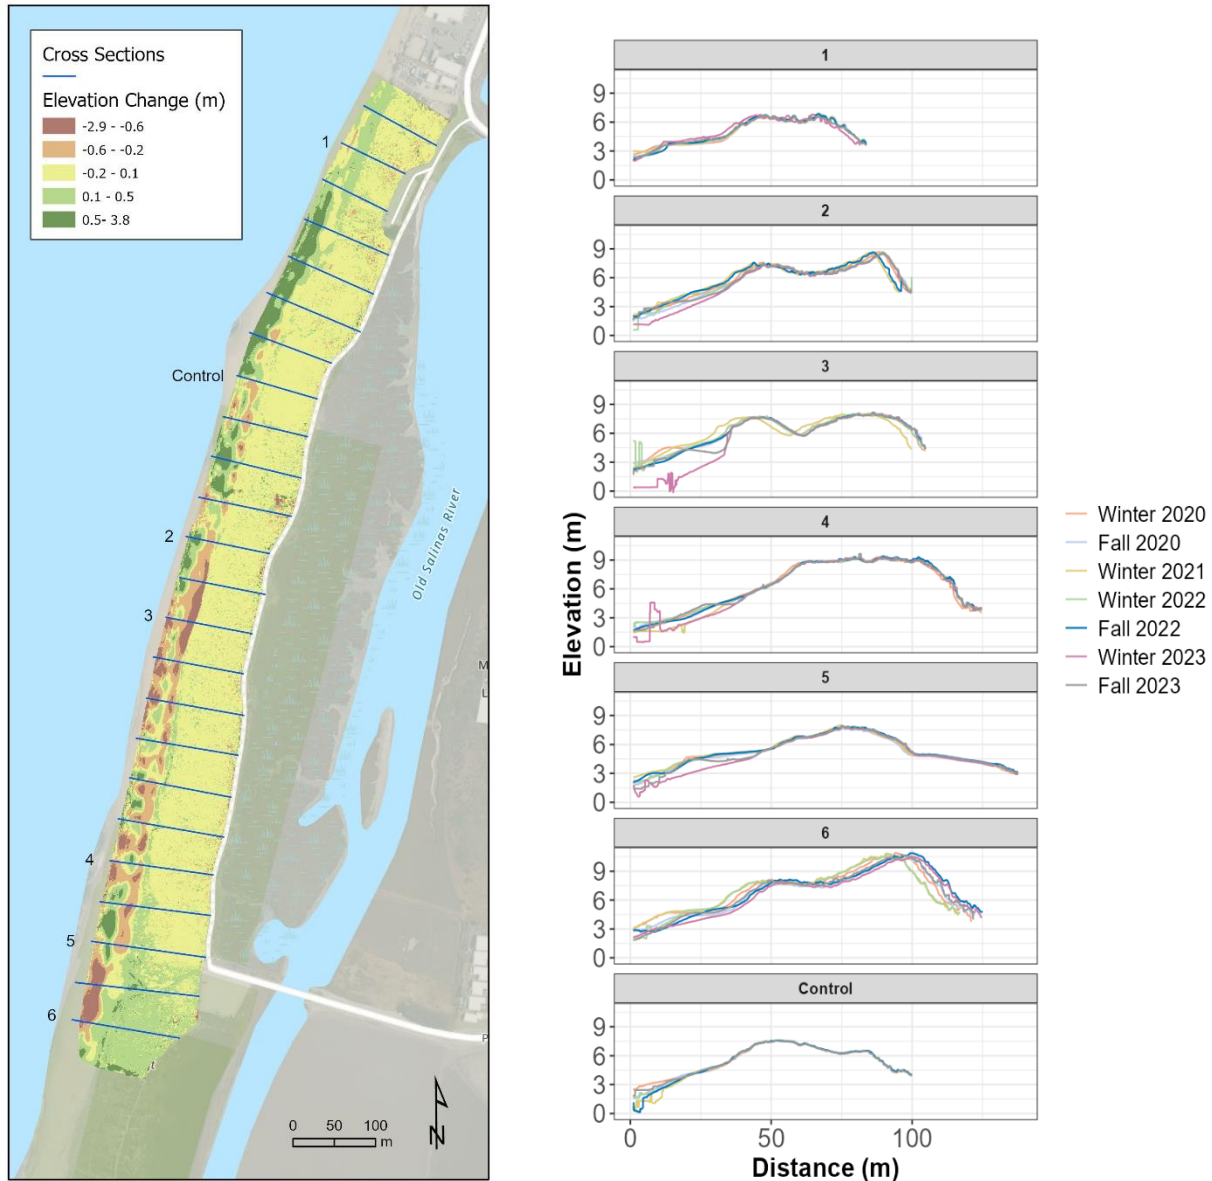 Cross Sections
Elevation Change (m)
-2.9 - -0.6
-0.6 - -0.2
-0.2 - 0.1
0.1 - 0.5
0.5- 3.8
1
Control
2
3
4
5
6
Old Salinas River
M
L
P
0 50 100
m
N
1
9
6
3
0
2
9
6
3
0
3
9
6
3
0
4
9
6
3
0
5
9
6
3
0
6
9
6
3
0
Control
9
6
3
0
0 50 100
Distance (m)
Elevation (m)
Winter 2020
Fall 2020
Winter 2021
Winter 2022
Fall 2022
Winter 2023
Fall 2023